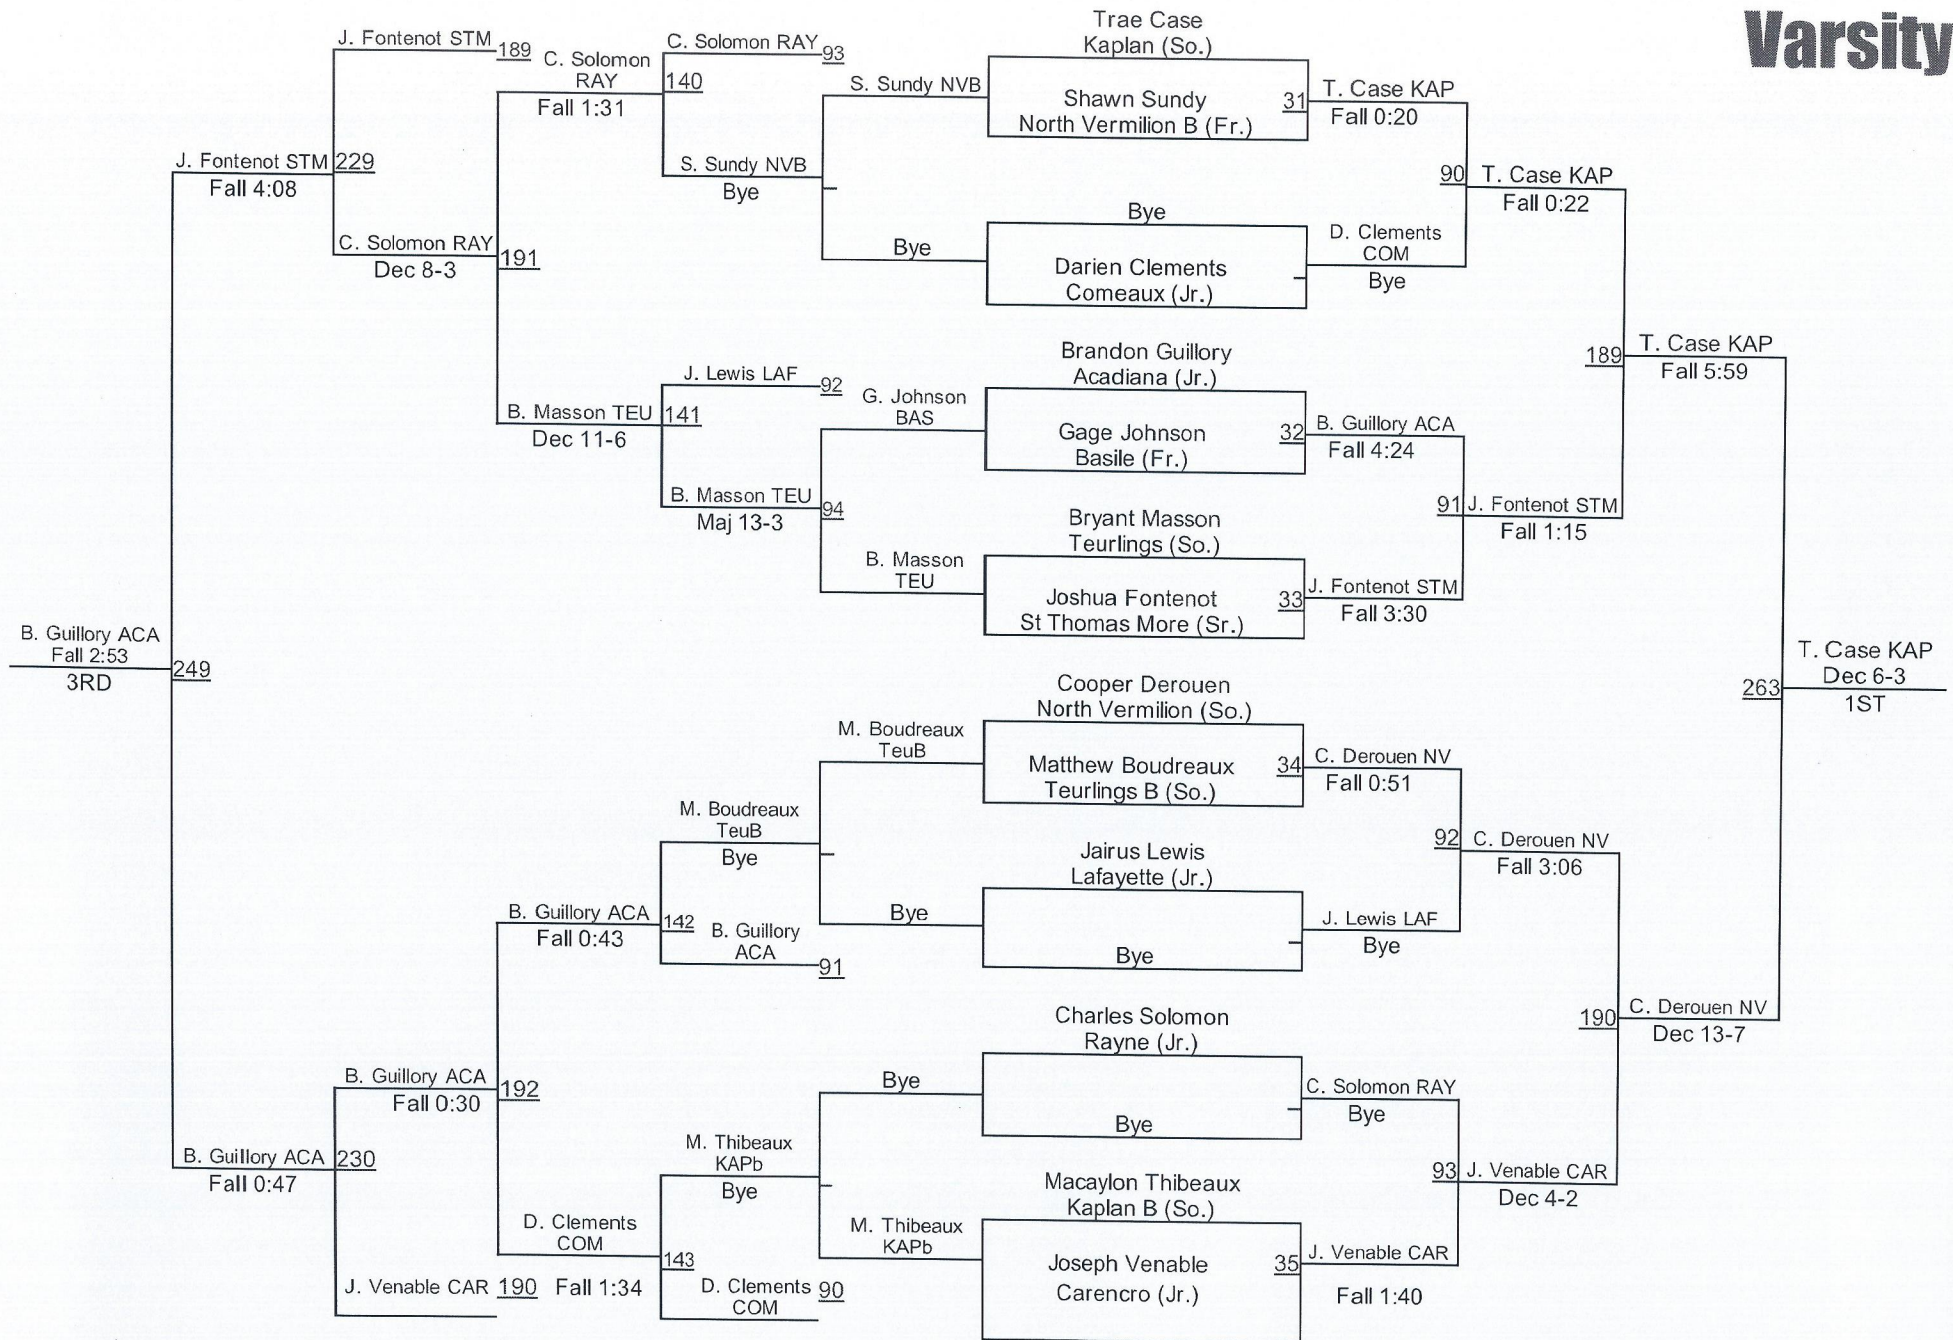 Varsity
J. Fontenot STM 189
C. Solomon
RAY
Fall 1:31
C. Solomon RAY 93
140
S. Sundy NVB
Bye
J. Fontenot STM 229
Fall 4:08
C. Solomon RAY
Dec 8-3
191
S. Sundy NVB
Bye
Trae Case
Kaplan (So.)
Shawn Sundy 31
North Vermilion B (Fr.)
T. Case KAP
Fall 0:20
Bye
Darien Clements
Comeaux (Jr.)
D. Clements
COM
Bye
90
T. Case KAP
Fall 0:22
J. Lewis LAF 92
B. Masson TEU 141
Dec 11-6
B. Masson TEU
Maj 13-3
94
G. Johnson
BAS
B. Masson
TEU
Brandon Guillory
Acadiana (Jr.)
Gage Johnson 32
Basile (Fr.)
B. Guillory ACA
Fall 4:24
Bryant Masson
Teurlings (So.)
Joshua Fontenot 33
St Thomas More (Sr.)
J. Fontenot STM
Fall 3:30
91 J. Fontenot STM
Fall 1:15
189
T. Case KAP
Fall 5:59
B. Guillory ACA
Fall 2:53
3RD
249
263
T. Case KAP
Dec 6-3
1ST
M. Boudreaux
TeuB
Cooper Derouen
North Vermilion (So.)
Matthew Boudreaux 34
Teurlings B (So.)
C. Derouen NV
Fall 0:51
M. Boudreaux
TeuB
Bye
Bye
Jairus Lewis
Lafayette (Jr.)
Bye
J. Lewis LAF
Bye
92 C. Derouen NV
Fall 3:06
B. Guillory ACA
Fall 0:43
142
B. Guillory
ACA
91
190
C. Derouen NV
Dec 13-7
B. Guillory ACA
Fall 0:30
192
Bye
Charles Solomon
Rayne (Jr.)
Bye
C. Solomon RAY
Bye
B. Guillory ACA 230
Fall 0:47
M. Thibeaux
KAPb
Bye
M. Thibeaux
KAPb
Macaylon Thibeaux
Kaplan B (So.)
Joseph Venable 35
Carencro (Jr.)
J. Venable CAR
Fall 1:40
93 J. Venable CAR
Dec 4-2
D. Clements
COM
Fall 1:34
143
D. Clements 90
COM
J. Venable CAR 190